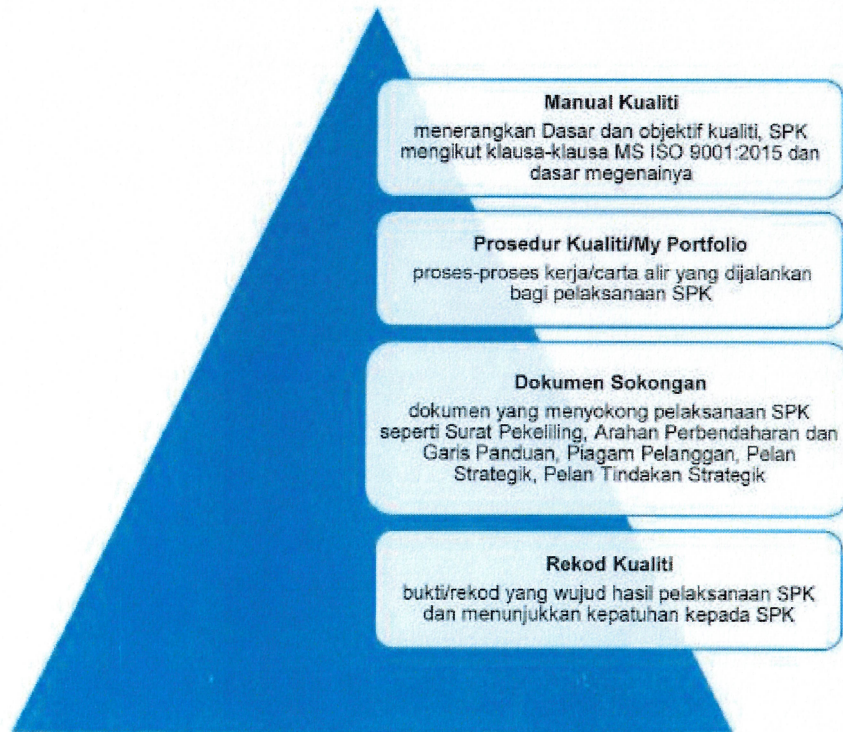 Manual Kualiti
menerangkan Dasar dan objektif kualiti, SPK
mengikut klausa-klausa MS ISO 9001:2015 dan
dasar megenainya
Prosedur Kualiti/My Portfolio
proses-proses kerja/carta alir yang dijalankan
bagi pelaksanaan SPK
Dokumen Sokongan
dokumen yang menyokong pelaksanaan SPK
seperti Surat Pekeliling, Arahan Perbendaharan dan
Garis Panduan, Piagam Pelanggan, Pelan
Strategik, Pelan Tindakan Strategik
Rekod Kualiti
bukti/rekod yang wujud hasil pelaksanaan SPK
dan menunjukkan kepatuhan kepada SPK